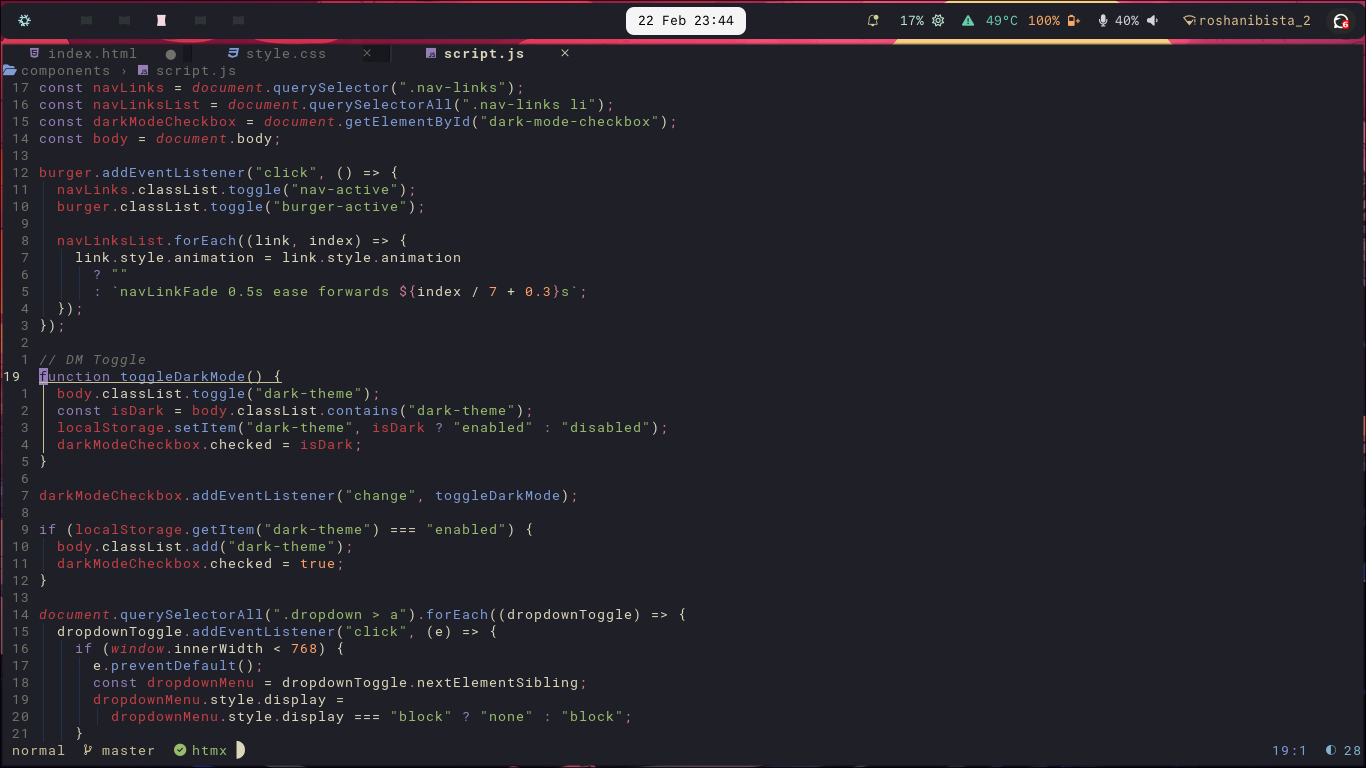 22 Feb 23:44
17%
49°C 100%
40%
roshanibista_2
6
index.html
style.css ×
script.js ×
components › script.js
17 const navLinks = document.querySelector(".nav-links");
16 const navLinksList = document.querySelectorAll(".nav-links li");
15 const darkModeCheckbox = document.getElementById("dark-mode-checkbox");
14 const body = document.body;
13
12 burger.addEventListener("click", () => {
11   navLinks.classList.toggle("nav-active");
10   burger.classList.toggle("burger-active");
9
8   navLinksList.forEach((link, index) => {
7     link.style.animation = link.style.animation
6       ? ""
5       : `navLinkFade 0.5s ease forwards ${index / 7 + 0.3}s`;
4   });
3 });
2
1 // DM Toggle
19 function toggleDarkMode() {
1   body.classList.toggle("dark-theme");
2   const isDark = body.classList.contains("dark-theme");
3   localStorage.setItem("dark-theme", isDark ? "enabled" : "disabled");
4   darkModeCheckbox.checked = isDark;
5 }
6
7 darkModeCheckbox.addEventListener("change", toggleDarkMode);
8
9 if (localStorage.getItem("dark-theme") === "enabled") {
10   body.classList.add("dark-theme");
11   darkModeCheckbox.checked = true;
12 }
13
14 document.querySelectorAll(".dropdown > a").forEach((dropdownToggle) => {
15   dropdownToggle.addEventListener("click", (e) => {
16     if (window.innerWidth < 768) {
17       e.preventDefault();
18       const dropdownMenu = dropdownToggle.nextElementSibling;
19       dropdownMenu.style.display =
20         dropdownMenu.style.display === "block" ? "none" : "block";
21     }
normal master htmx 19:1 28